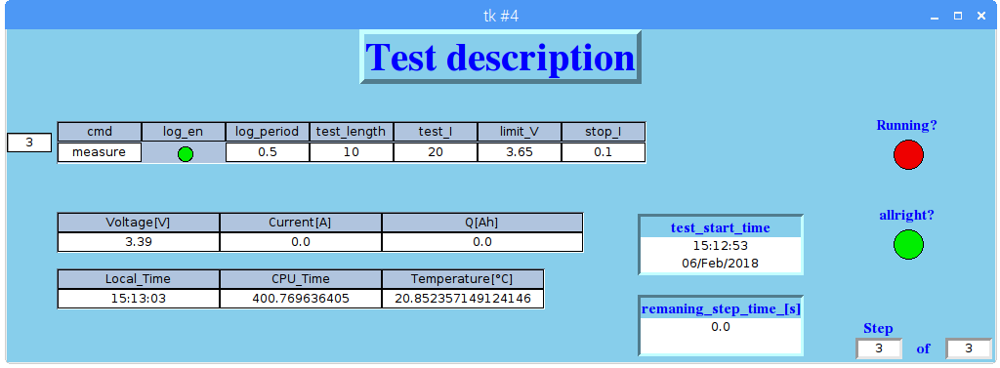 tk #4
Test description
cmd log_en log_period test_length test_I limit_V stop_I
3 measure 0.5 10 20 3.65 0.1
Running?
Voltage[V] Current[A] Q[Ah]
3.39 0.0 0.0
allright?
test_start_time
15:12:53
06/Feb/2018
Local_Time CPU_Time Temperature[°C]
15:13:03 400.769636405 20.852357149124146
remaning_step_time_[s]
0.0
Step
3 of 3